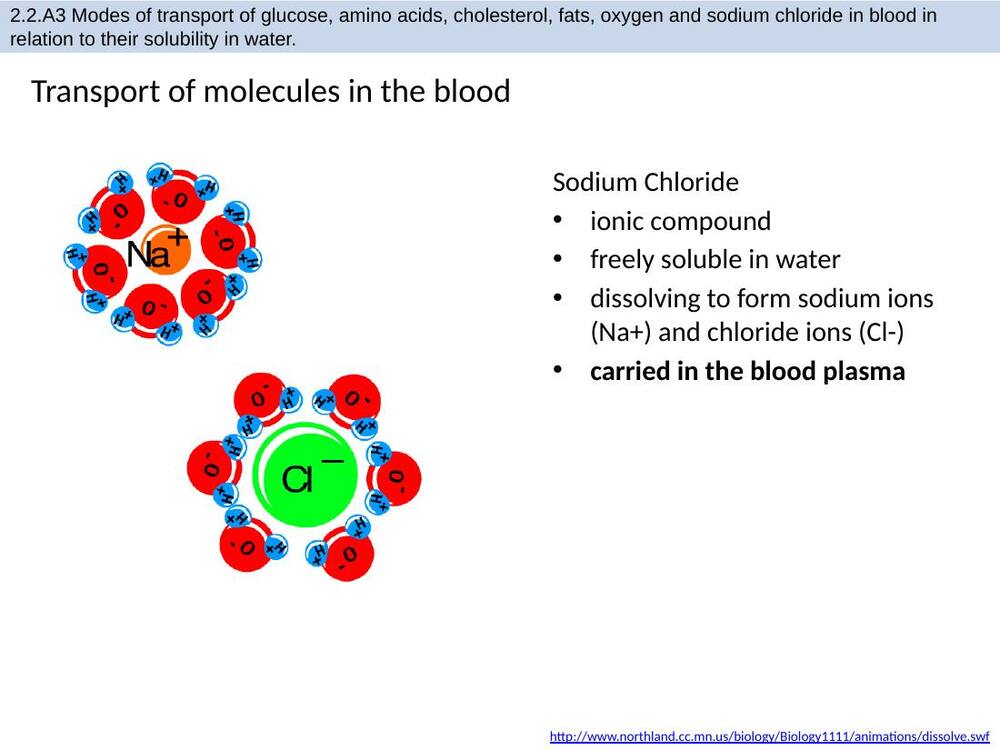 2.2.A3 Modes of transport of glucose, amino acids, cholesterol, fats, oxygen and sodium chloride in blood in
relation to their solubility in water.
Transport of molecules in the blood
Sodium Chloride
• ionic compound
• freely soluble in water
• dissolving to form sodium ions
(Na+) and chloride ions (Cl-)
• carried in the blood plasma
H+ H+ O-
H+ H+ O-
H+ H+ O-
Na+
H+ H+ O-
H+ H+ O-
H+ H+ O-
H+ H+ O-
H+ H+ O-
H+ H+ O-
Cl−
H+ H+ O-
H+ H+ O-
H+ H+ O-
http://www.northland.cc.mn.us/biology/Biology1111/animations/dissolve.swf